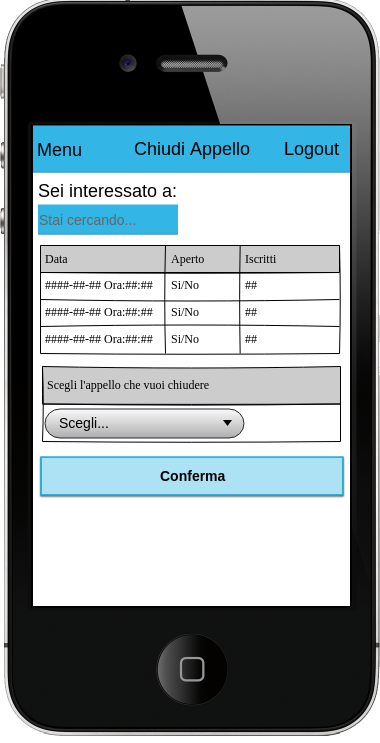 Menu Chiudi Appello Logout
Sei interessato a:
Stai cercando...
Data Aperto Iscritti
####-##-## Ora:##:## Si/No ##
####-##-## Ora:##:## Si/No ##
####-##-## Ora:##:## Si/No ##
Scegli l'appello che vuoi chiudere
Scegli...
Conferma